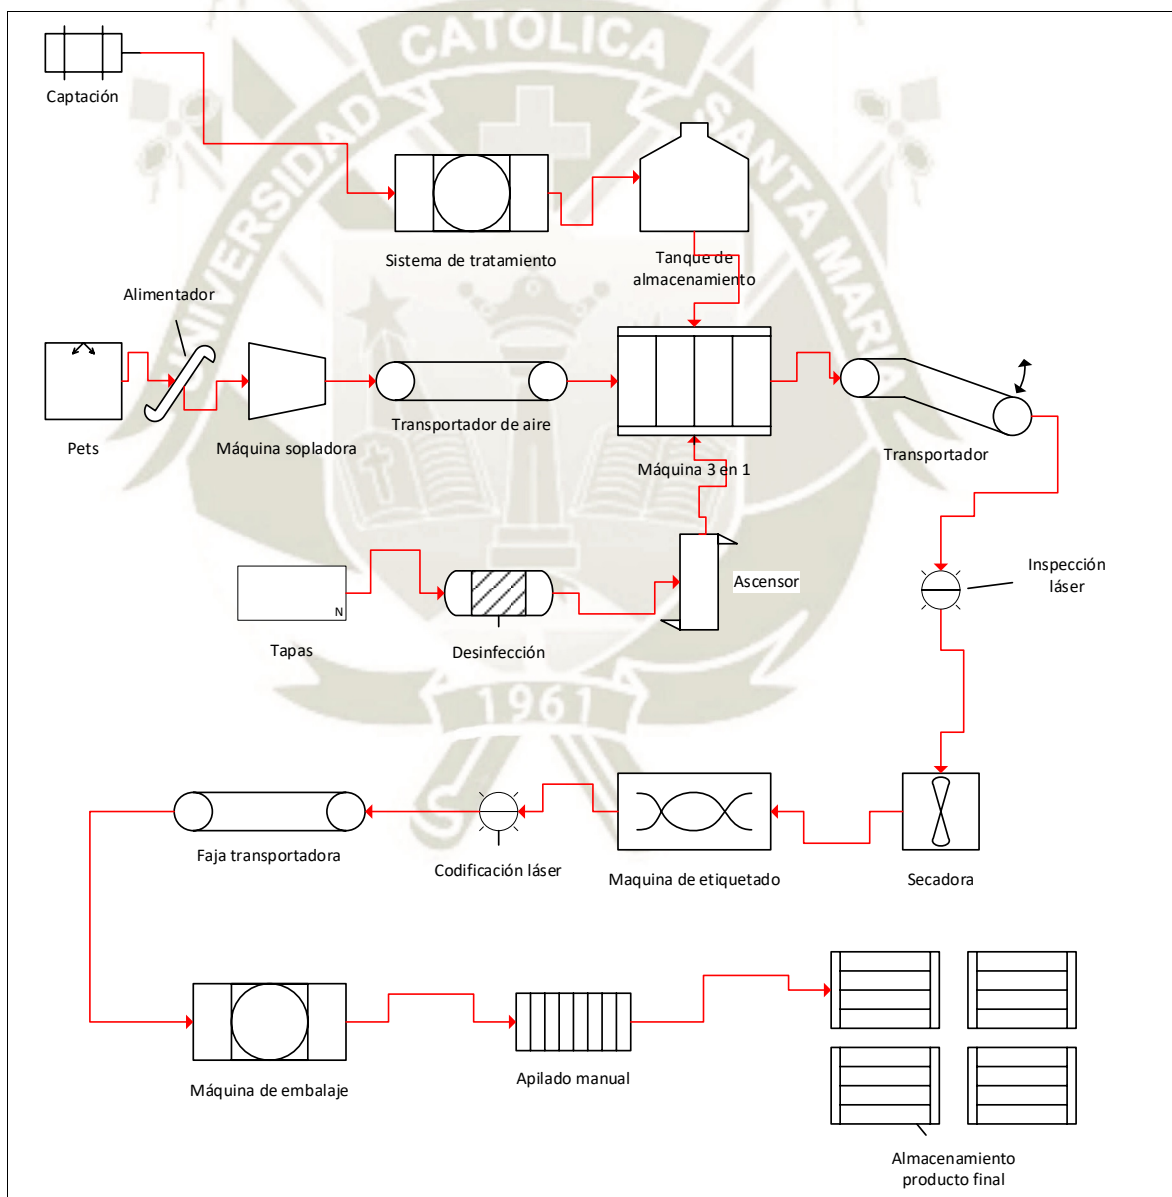 UNIVERSIDAD
CATOLICA
SANTA MARIA
Captación
Sistema de tratamiento
Tanque de
almacenamiento
Alimentador
Pets
Máquina sopladora
Transportador de aire
Máquina 3 en 1
Transportador
Inspección
láser
Ascensor
N
Tapas
Desinfección
1961
Faja transportadora
Codificación láser
Maquina de etiquetado
Secadora
Máquina de embalaje
Apilado manual
Almacenamiento
producto final